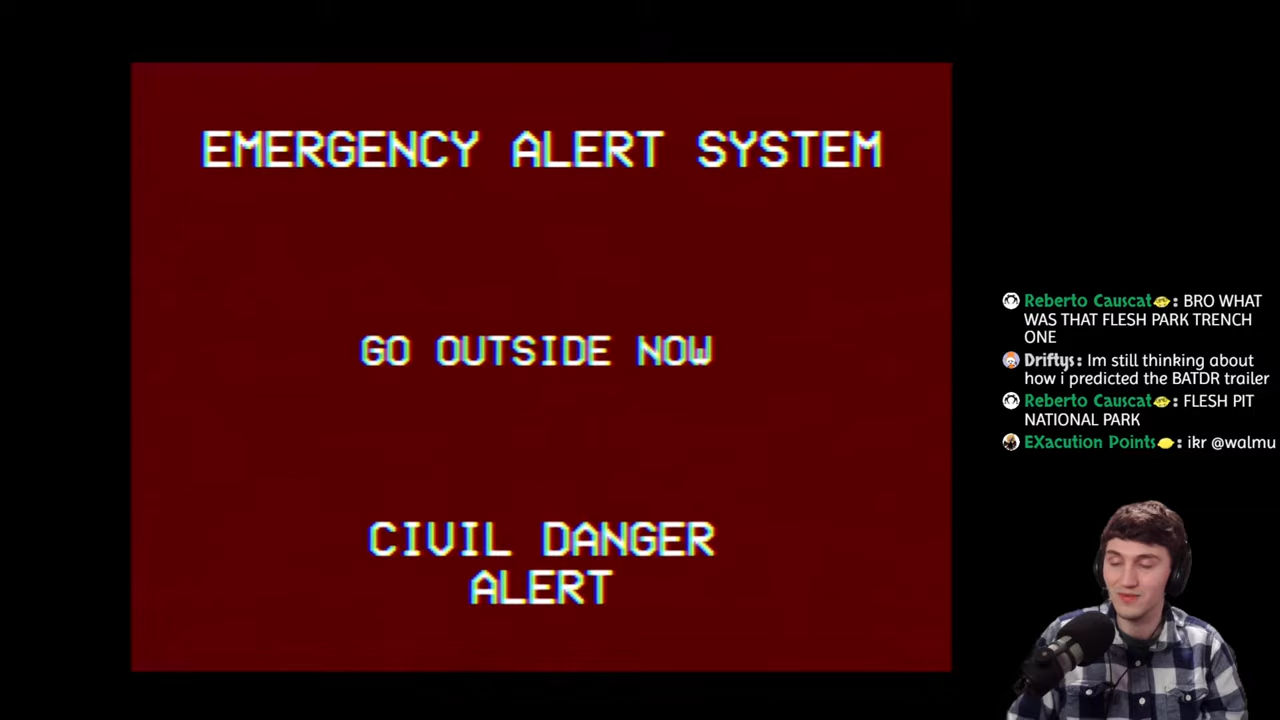 EMERGENCY ALERT SYSTEM
GO OUTSIDE NOW
CIVIL DANGER
ALERT
Reberto Causcat: BRO WHAT
WAS THAT FLESH PARK TRENCH
ONE
Driftys: Im still thinking about
how i predicted the BATDR trailer
Reberto Causcat: FLESH PIT
NATIONAL PARK
EXacution Points: ikr @walmu